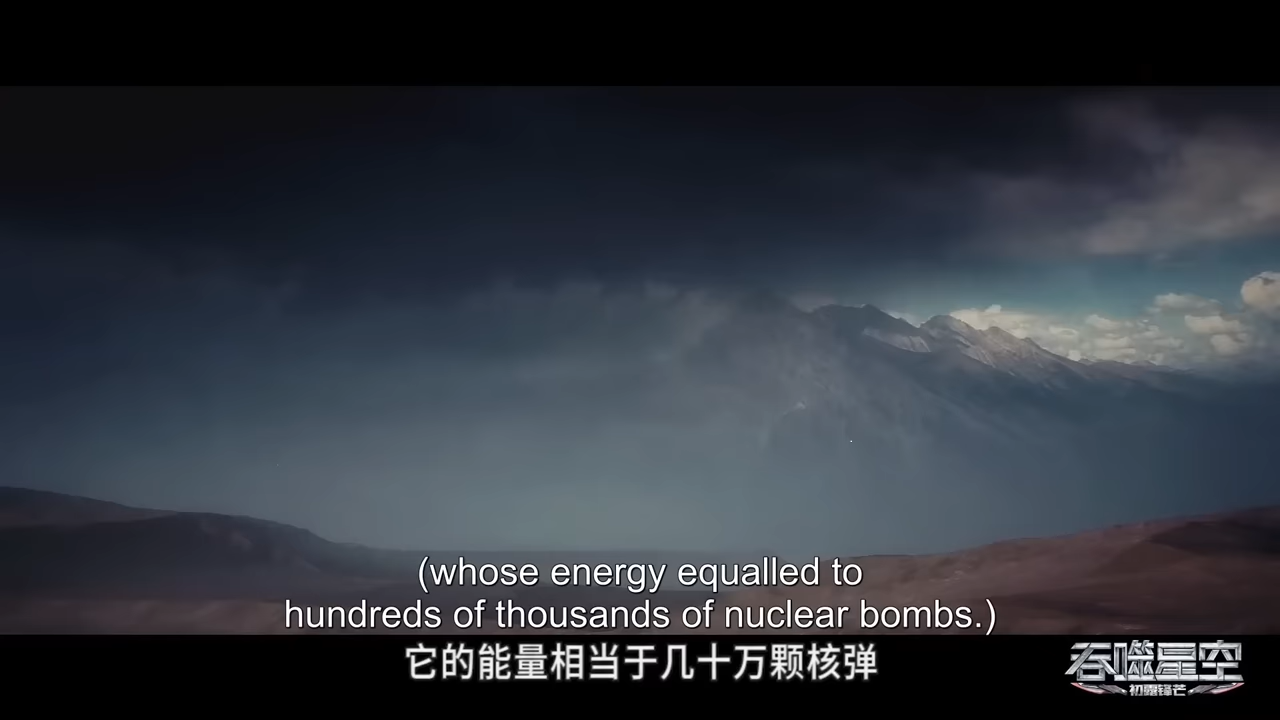 (whose energy equalled to
hundreds of thousands of nuclear bombs.)
它的能量相当于几十万颗核弹
吞噬星空
初露锋芒